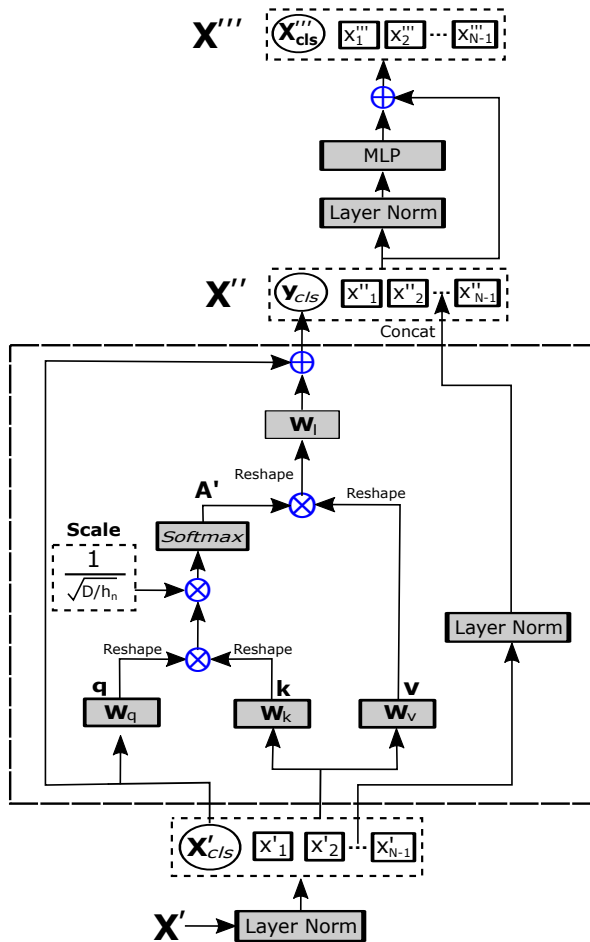 X''' X'''cls x'''1 x'''2 ... x'''N-1
MLP
Layer Norm
X'' ycls x''1 x''2 ... x''N-1
Concat
Wl
Reshape
A' Reshape
Scale Softmax
1
√D/hn
Layer Norm
Reshape Reshape
q k v
Wq Wk Wv
X'cls x'1 x'2 ... x'N-1
X' Layer Norm